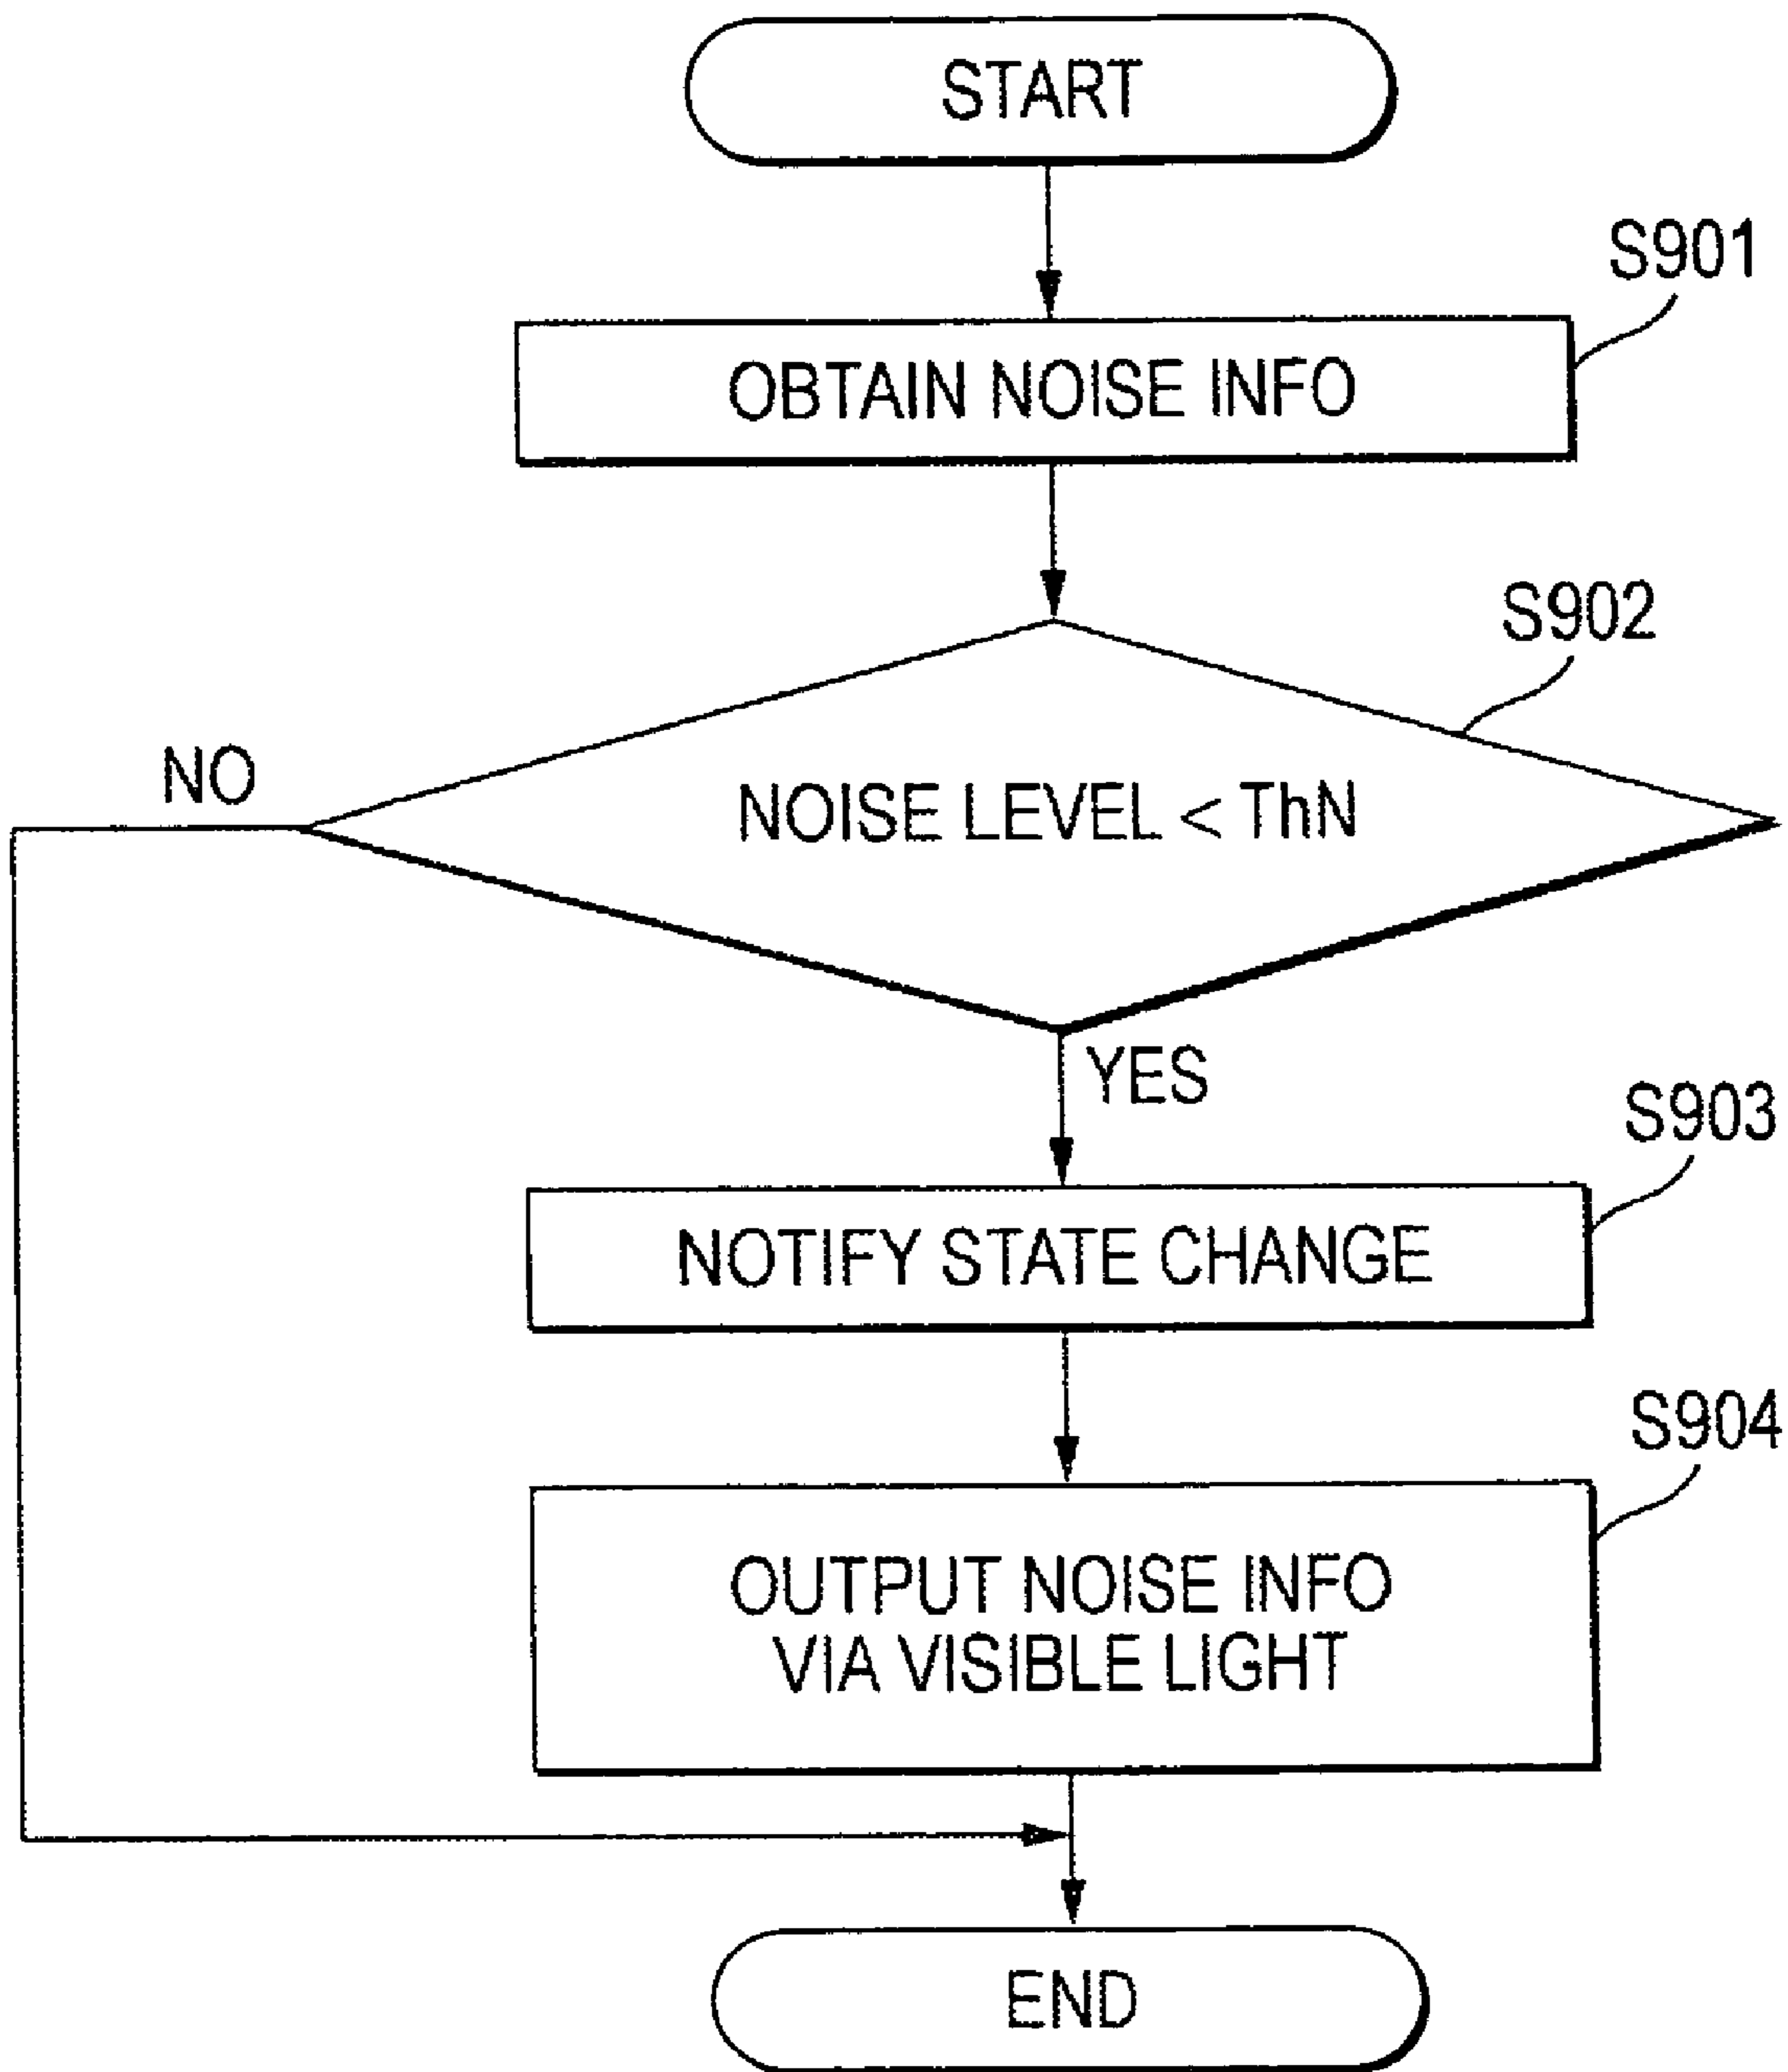 START
S901
OBTAIN NOISE INFO
S902
NO
NOISE LEVEL < ThN
YES
S903
NOTIFY STATE CHANGE
S904
OUTPUT NOISE INFO
VIA VISIBLE LIGHT
END